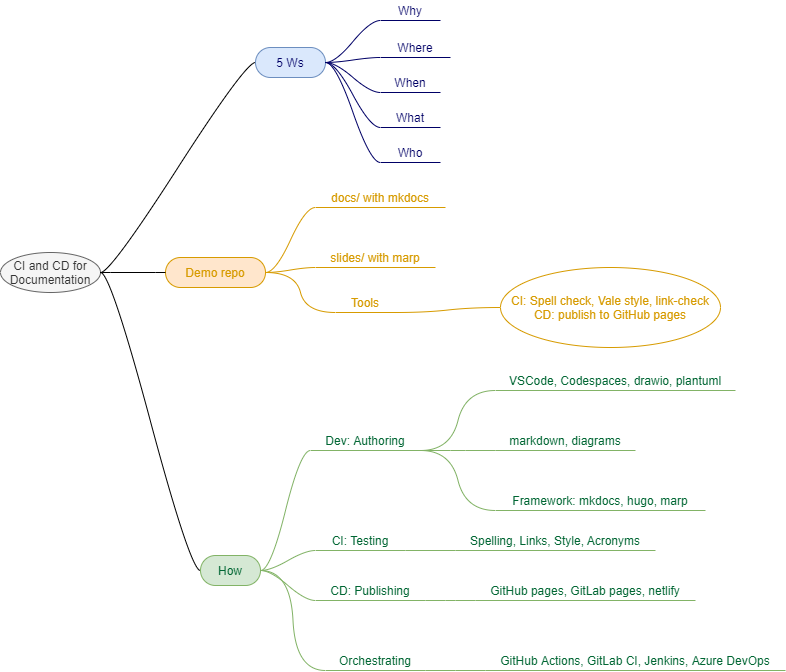 CI and CD for
Documentation
5 Ws
Why
Where
When
What
Who
Demo repo
docs/ with mkdocs
slides/ with marp
Tools
CI: Spell check, Vale style, link-check
CD: publish to GitHub pages
How
Dev: Authoring
VSCode, Codespaces, drawio, plantuml
markdown, diagrams
Framework: mkdocs, hugo, marp
CI: Testing
Spelling, Links, Style, Acronyms
CD: Publishing
GitHub pages, GitLab pages, netlify
Orchestrating
GitHub Actions, GitLab CI, Jenkins, Azure DevOps